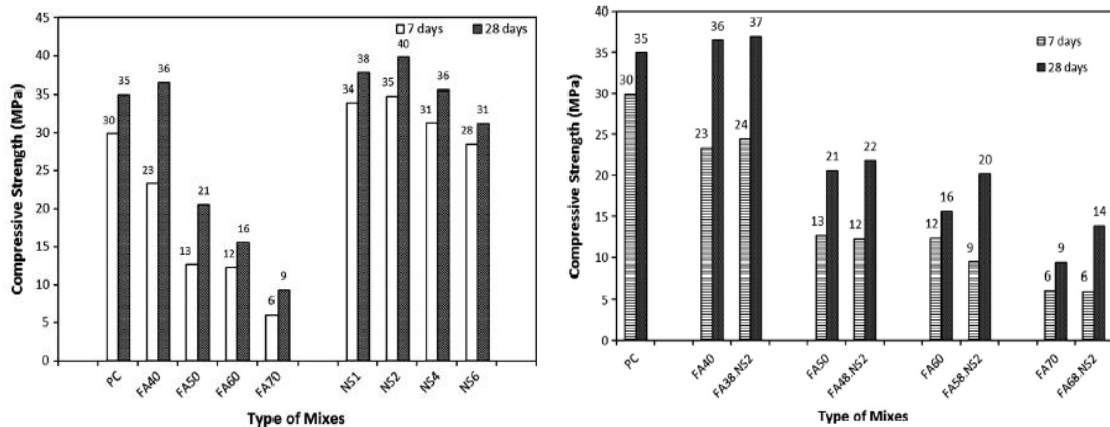 45
40
35
30
25
20
15
10
5
0
Compressive Strength (MPa)
7 days
28 days
30
35
23
36
13
21
12
16
6
9
34
38
35
40
31
36
28
31
PC
FA40
FA50
FA60
FA70
NS1
NS2
NS4
NS6
Type of Mixes
40
35
30
25
20
15
10
5
0
Compressive Strength (MPa)
7 days
28 days
30
35
23
36
24
37
13
21
12
22
12
16
9
20
6
9
6
14
PC
FA40
FA38.NS2
FA50
FA48.NS2
FA60
FA58.NS2
FA70
FA68.NS2
Type of Mixes